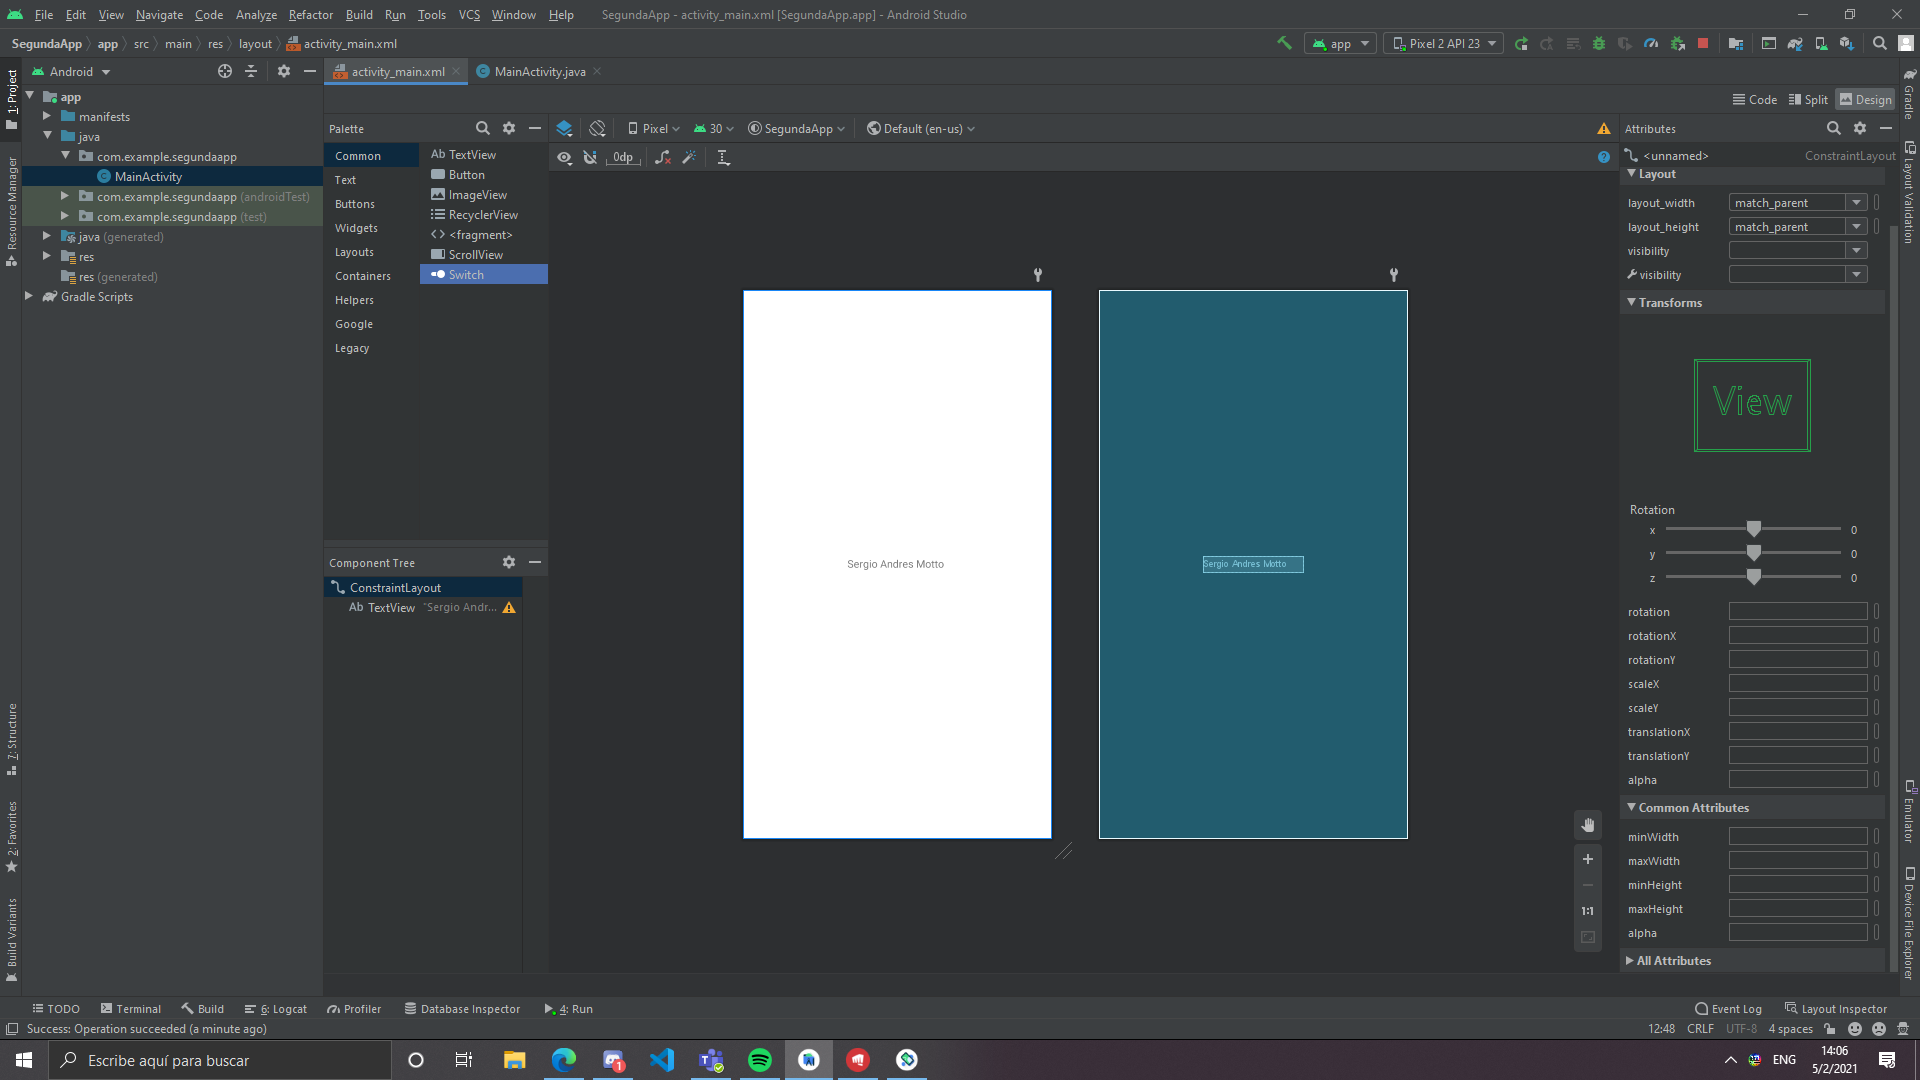 File Edit View Navigate Code Analyze Refactor Build Run Tools VCS Window Help SegundaApp - activity_main.xml [SegundaApp.app] - Android Studio
SegundaApp app src main res layout activity_main.xml app Pixel 2 API 23
Android activity_main.xml MainActivity.java
Code Split Design
1: Project
Resource Manager
7: Structure
2: Favorites
Build Variants
app
manifests
java
com.example.segundaapp
MainActivity
com.example.segundaapp (androidTest)
com.example.segundaapp (test)
java (generated)
res
res (generated)
Gradle Scripts
Palette
Common
Text
Buttons
Widgets
Layouts
Containers
Helpers
Google
Legacy
Ab TextView
Button
ImageView
RecyclerView
<> <fragment>
ScrollView
Switch
Component Tree
ConstraintLayout
Ab TextView "Sergio Andr...
Pixel 30 SegundaApp Default (en-us)
0dp
Sergio Andres Motto
Sergio Andres Motto
1:1
Attributes
<unnamed> ConstraintLayout
Layout
layout_width match_parent
layout_height match_parent
visibility
visibility
Transforms
View
Rotation
x 0
y 0
z 0
rotation
rotationX
rotationY
scaleX
scaleY
translationX
translationY
alpha
Common Attributes
minWidth
maxWidth
minHeight
maxHeight
alpha
All Attributes
Gradle
Layout Validation
Emulator
Device File Explorer
TODO Terminal Build 6: Logcat Profiler Database Inspector 4: Run Event Log Layout Inspector
Success: Operation succeeded (a minute ago) 12:48 CRLF UTF-8 4 spaces
Escribe aquí para buscar
1
ENG
14:06
5/2/2021